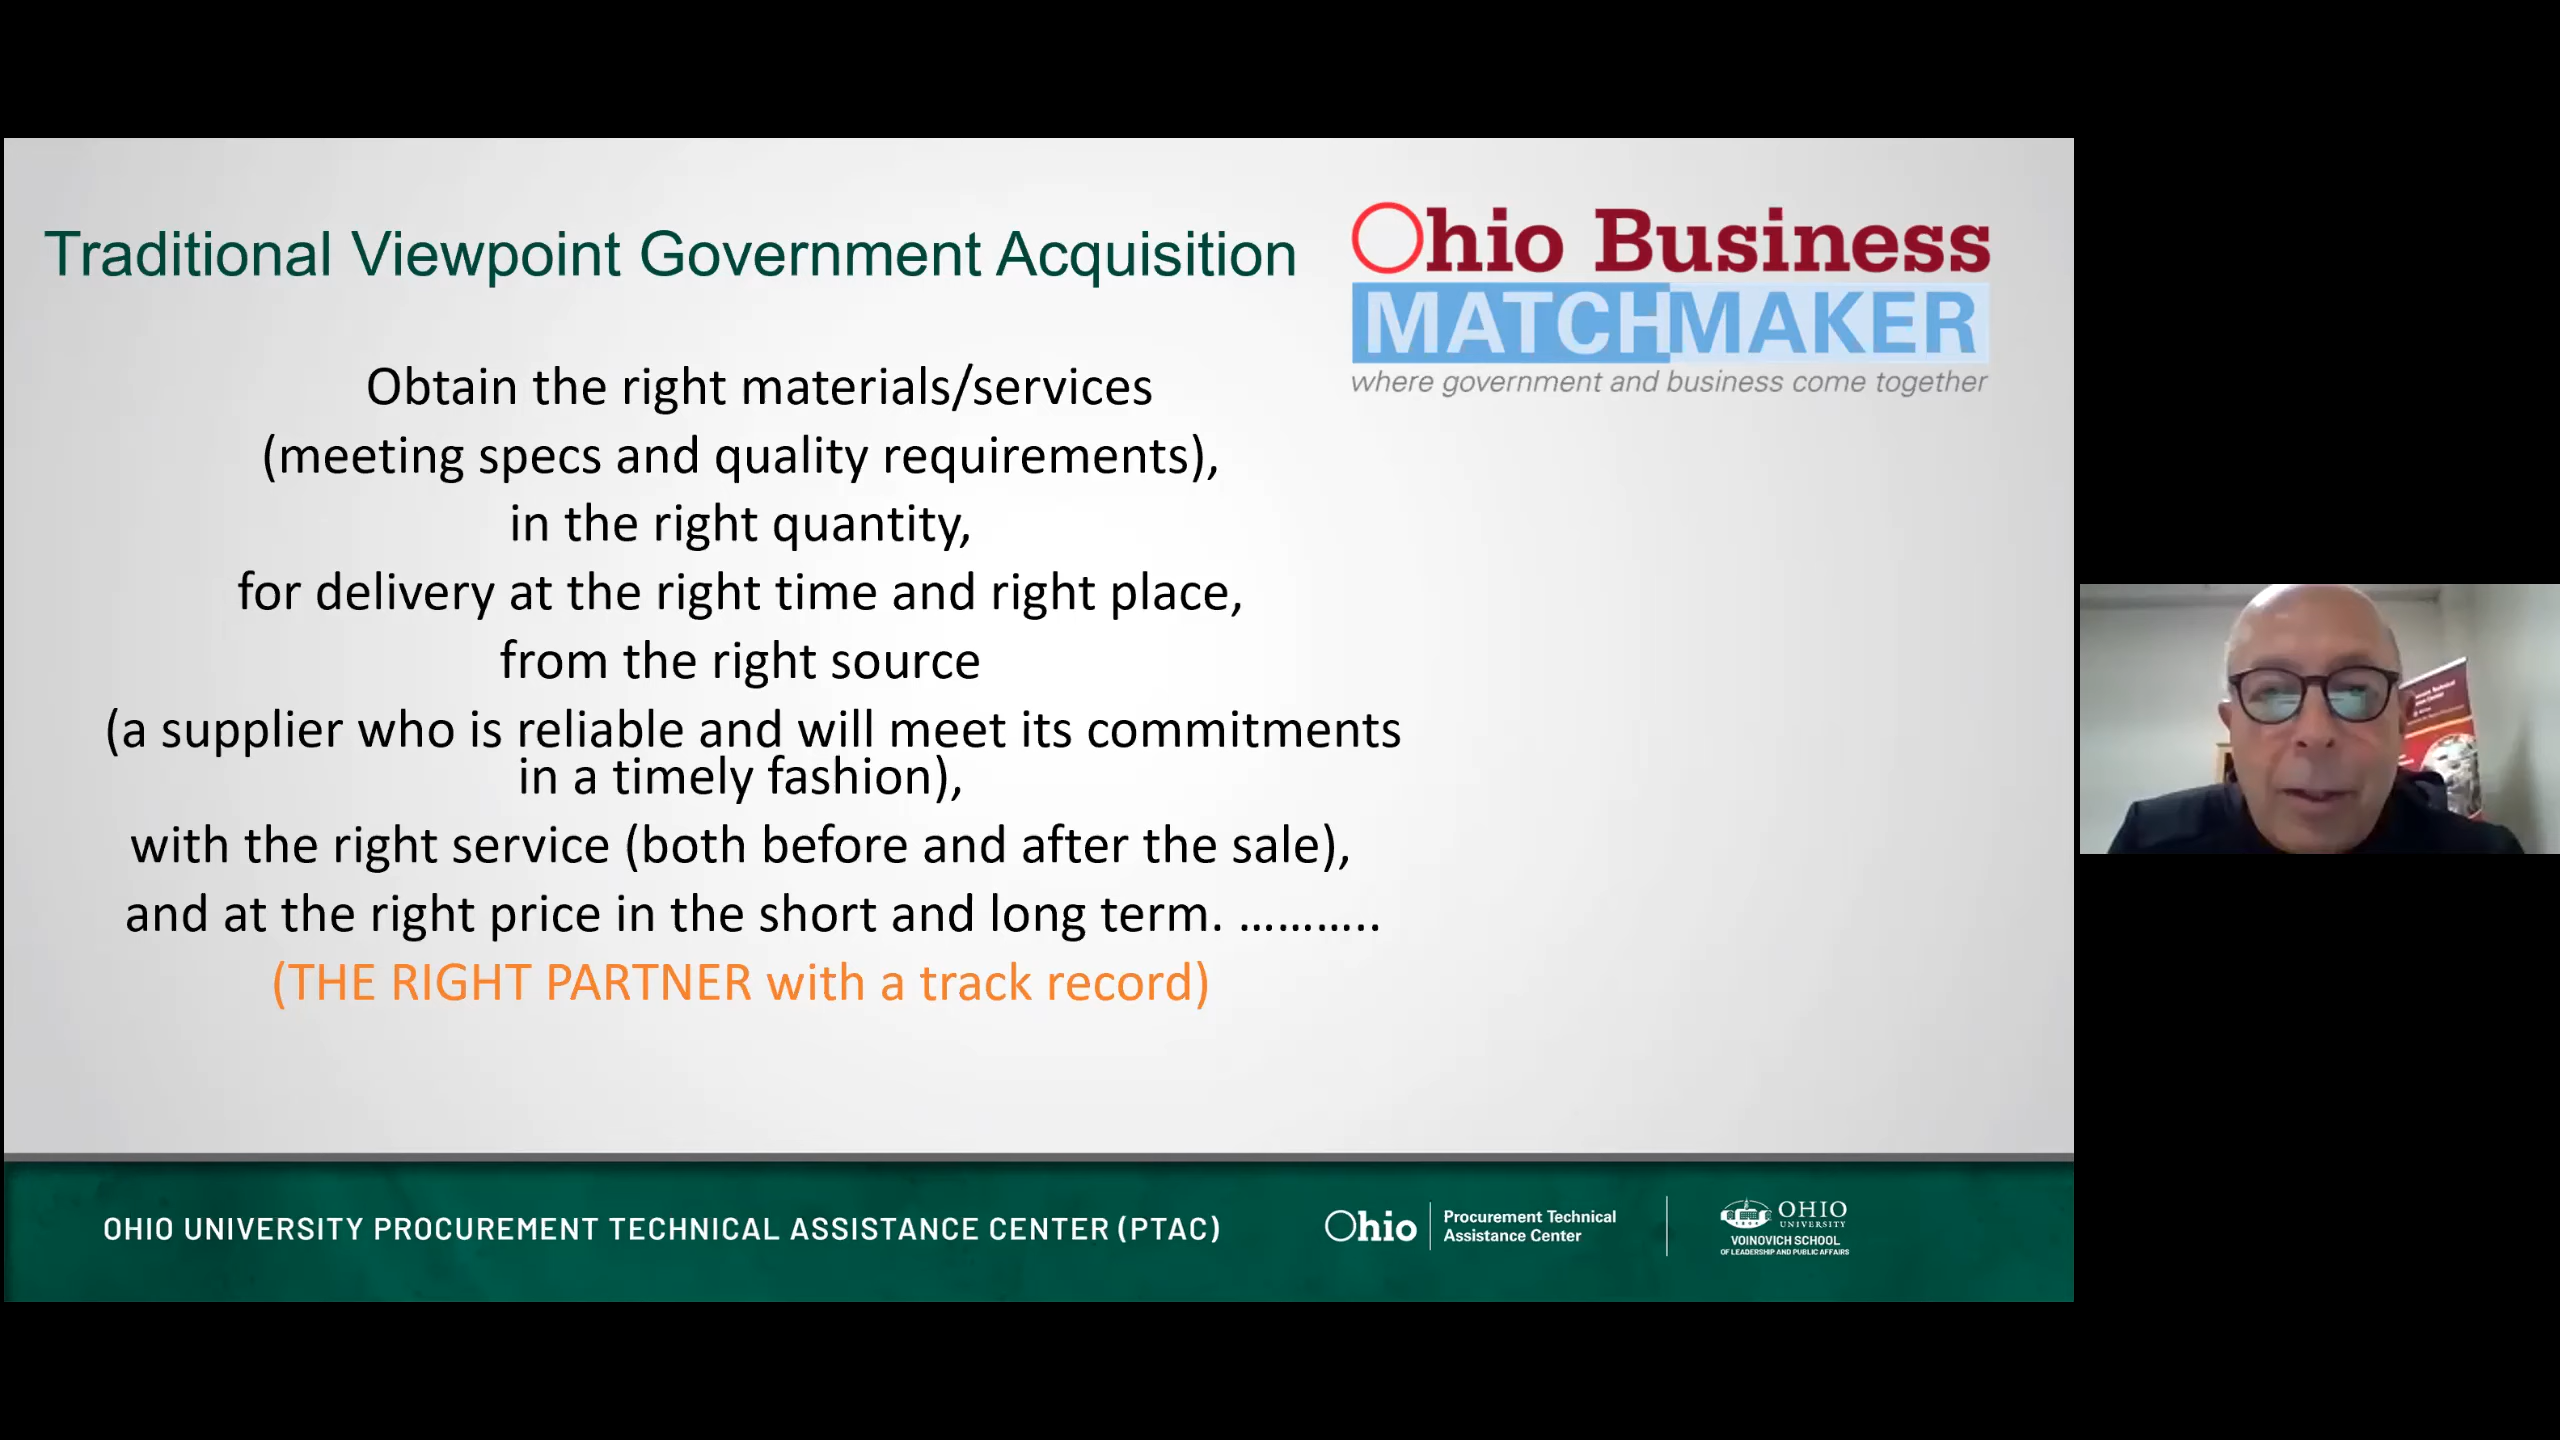 Traditional Viewpoint Government Acquisition
Ohio Business
MATCHMAKER
where government and business come together
Obtain the right materials/services
(meeting specs and quality requirements),
in the right quantity,
for delivery at the right time and right place,
from the right source
(a supplier who is reliable and will meet its commitments
in a timely fashion),
with the right service (both before and after the sale),
and at the right price in the short and long term. ………..
(THE RIGHT PARTNER with a track record)
OHIO UNIVERSITY PROCUREMENT TECHNICAL ASSISTANCE CENTER (PTAC)
Ohio
Procurement Technical
Assistance Center
OHIO
UNIVERSITY
VOINOVICH SCHOOL
OF LEADERSHIP AND PUBLIC AFFAIRS